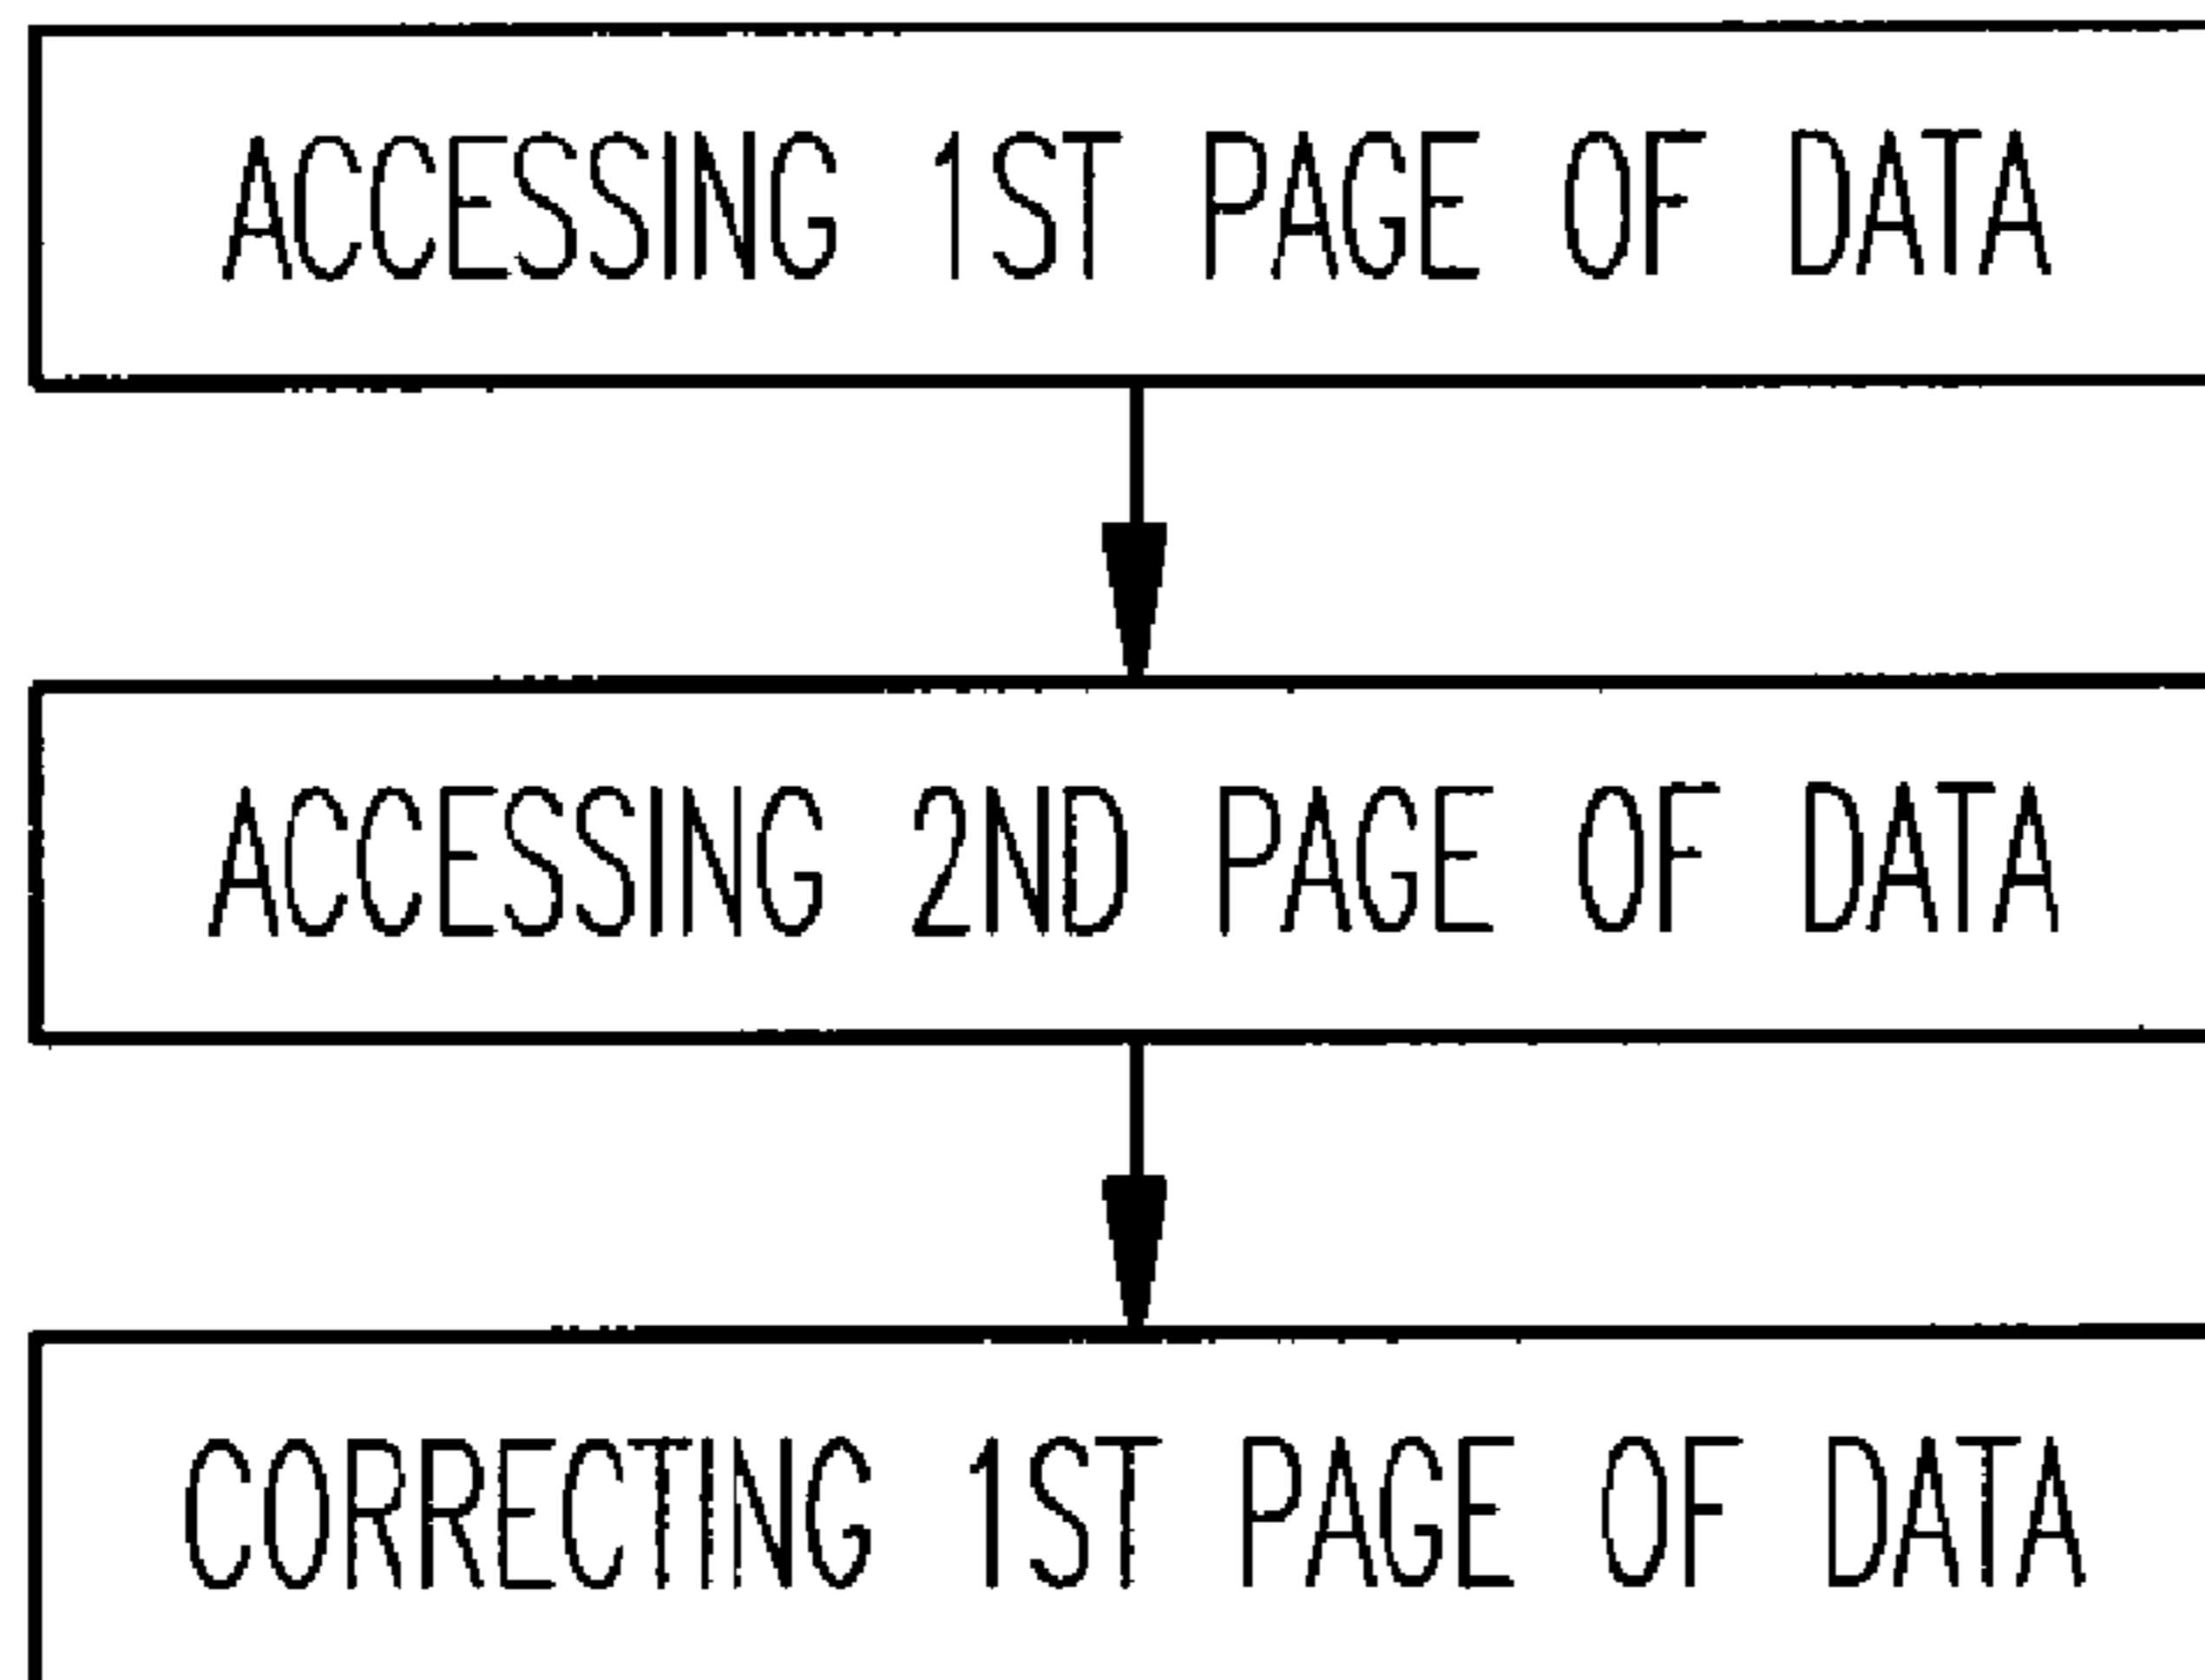 ACCESSING 1ST PAGE OF DATA
ACCESSING 2ND PAGE OF DATA
CORRECTING 1ST PAGE OF DATA